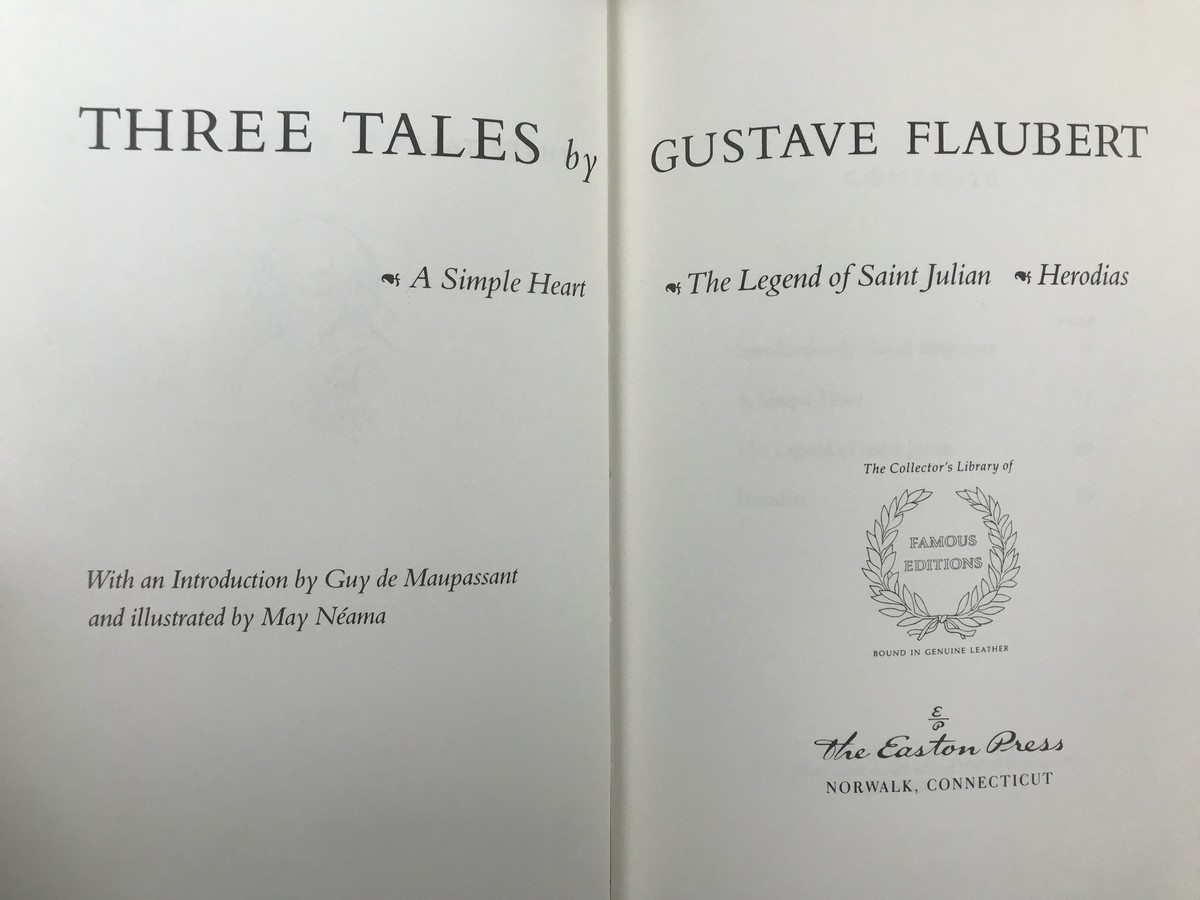 THREE TALES by GUSTAVE FLAUBERT
A Simple Heart The Legend of Saint Julian Herodias
With an Introduction by Guy de Maupassant
and illustrated by May Néama
The Collector's Library of
FAMOUS
EDITIONS
BOUND IN GENUINE LEATHER
E
P
The Easton Press
NORWALK, CONNECTICUT